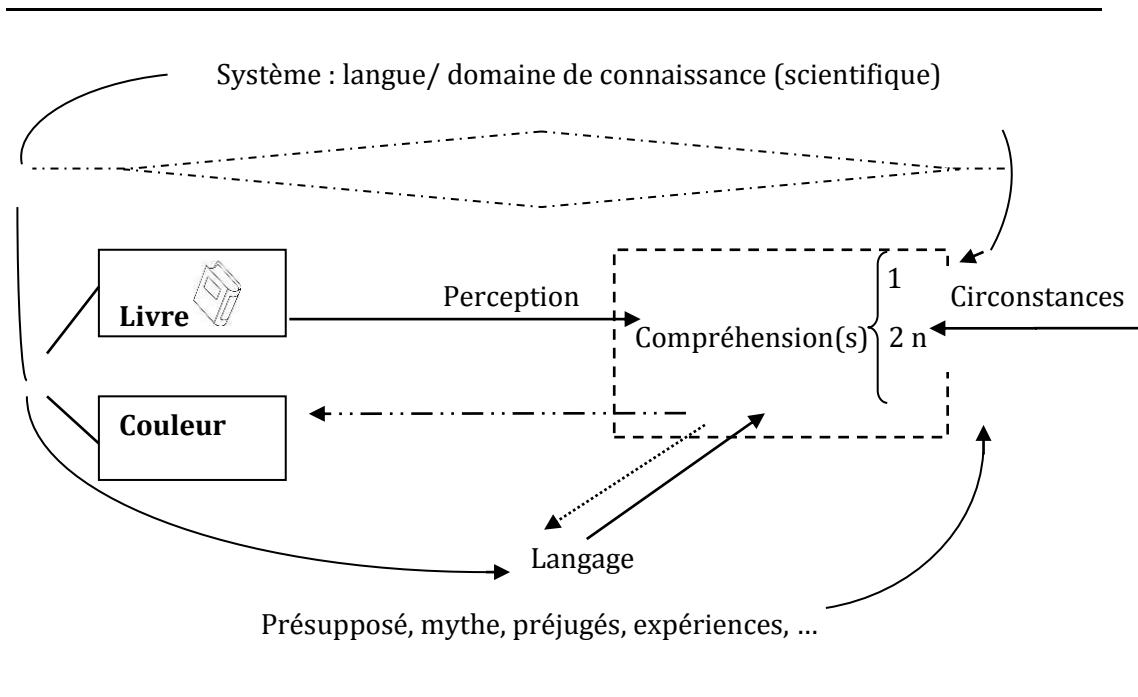 Système : langue/ domaine de connaissance (scientifique)
Livre
Perception
Compréhension(s)
1
2 n
Circonstances
Couleur
Langage
Présupposé, mythe, préjugés, expériences, …